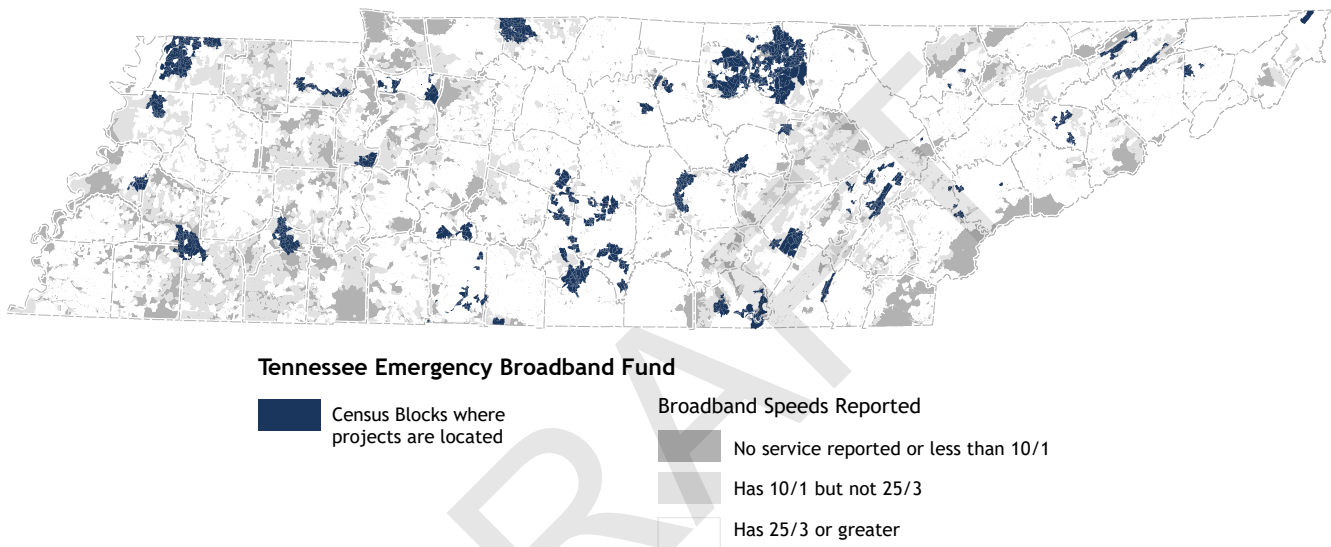 Tennessee Emergency Broadband Fund
Census Blocks where
projects are located
Broadband Speeds Reported
No service reported or less than 10/1
Has 10/1 but not 25/3
Has 25/3 or greater
DRAFT